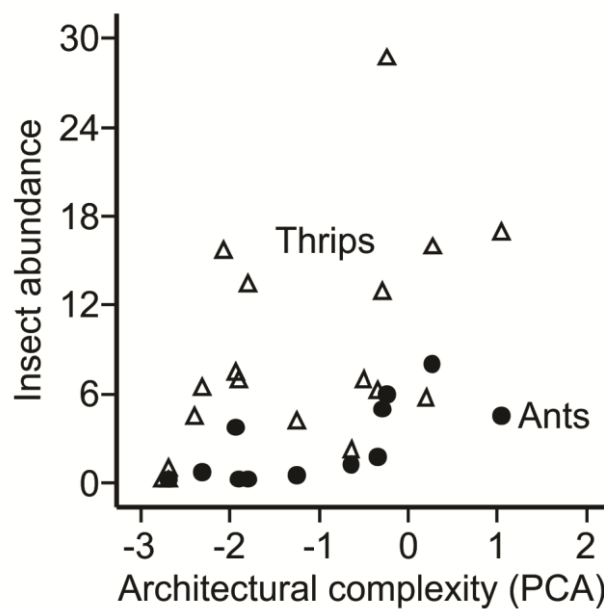 Insect abundance
30
24
18
12
6
0
Thrips
Ants
-3 -2 -1 0 1 2
Architectural complexity (PCA)